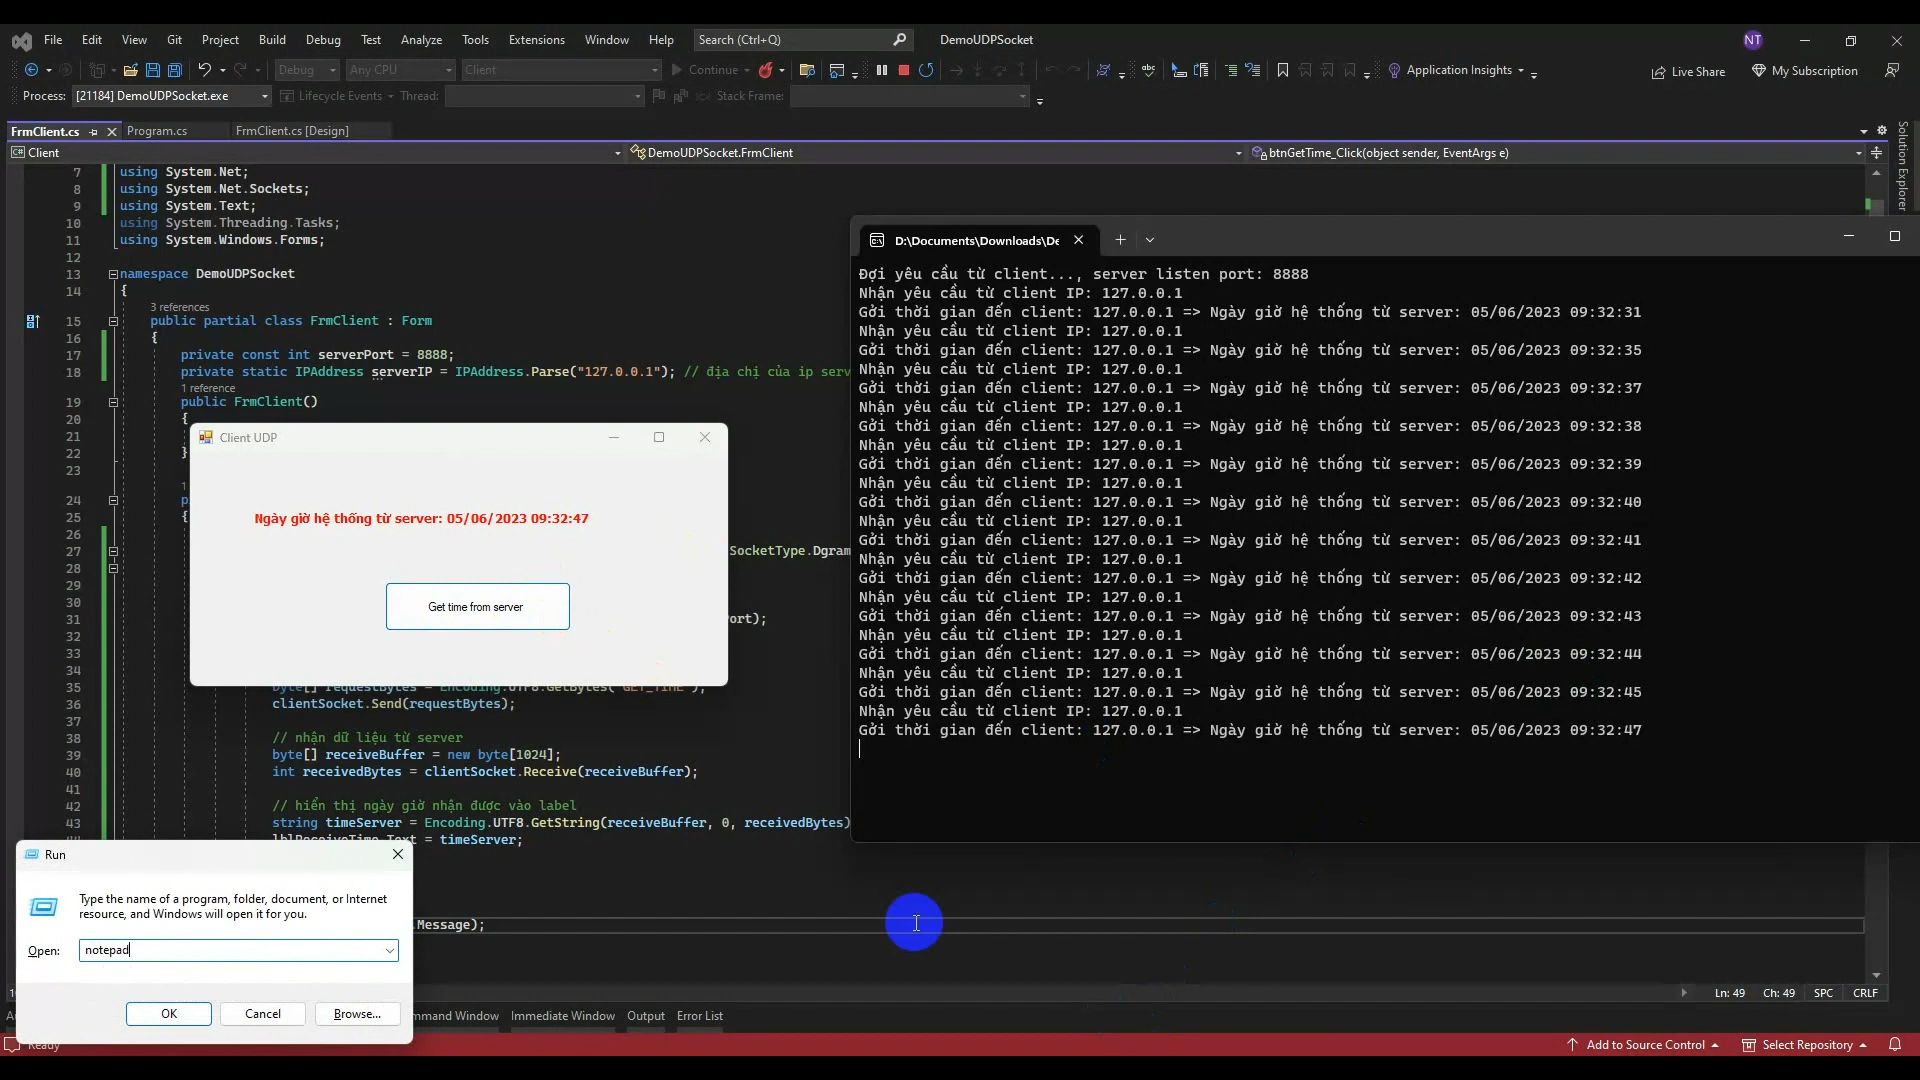 File Edit View Git Project Build Debug Test Analyze Tools Extensions Window Help Search (Ctrl+Q) DemoUDPSocket NT
Debug Any CPU Client Continue Application Insights Live Share My Subscription
Process: [21184] DemoUDPSocket.exe Lifecycle Events Thread: Stack Frame:
FrmClient.cs Program.cs FrmClient.cs [Design]
Solution Explorer
Client DemoUDPSocket.FrmClient btnGetTime_Click(object sender, EventArgs e)
7 using System.Net;
8 using System.Net.Sockets;
9 using System.Text;
10 using System.Threading.Tasks;
11 using System.Windows.Forms;
12
13 namespace DemoUDPSocket
14 {
3 references
15 public partial class FrmClient : Form
16 {
17 private const int serverPort = 8888;
18 private static IPAddress serverIP = IPAddress.Parse("127.0.0.1"); // địa chỉ của ip serv
1 reference
19 public FrmClient()
20 {
21
22 }
23
1
24 p
25 {
26
27 SocketType.Dgram
28
29
30
31 ort);
32
33
34
35 byte[] requestBytes = Encoding.UTF8.GetBytes("GET_TIME");
36 clientSocket.Send(requestBytes);
37
38 // nhận dữ liệu từ server
39 byte[] receiveBuffer = new byte[1024];
40 int receivedBytes = clientSocket.Receive(receiveBuffer);
41
42 // hiển thị ngày giờ nhận được vào label
43 string timeServer = Encoding.UTF8.GetString(receiveBuffer, 0, receivedBytes)
lblReceiveTime.Text = timeServer;
.Message);
Client UDP
Ngày giờ hệ thống từ server: 05/06/2023 09:32:47
Get time from server
D:\Documents\Downloads\De
Đợi yêu cầu từ client..., server listen port: 8888
Nhận yêu cầu từ client IP: 127.0.0.1
Gởi thời gian đến client: 127.0.0.1 => Ngày giờ hệ thống từ server: 05/06/2023 09:32:31
Nhận yêu cầu từ client IP: 127.0.0.1
Gởi thời gian đến client: 127.0.0.1 => Ngày giờ hệ thống từ server: 05/06/2023 09:32:35
Nhận yêu cầu từ client IP: 127.0.0.1
Gởi thời gian đến client: 127.0.0.1 => Ngày giờ hệ thống từ server: 05/06/2023 09:32:37
Nhận yêu cầu từ client IP: 127.0.0.1
Gởi thời gian đến client: 127.0.0.1 => Ngày giờ hệ thống từ server: 05/06/2023 09:32:38
Nhận yêu cầu từ client IP: 127.0.0.1
Gởi thời gian đến client: 127.0.0.1 => Ngày giờ hệ thống từ server: 05/06/2023 09:32:39
Nhận yêu cầu từ client IP: 127.0.0.1
Gởi thời gian đến client: 127.0.0.1 => Ngày giờ hệ thống từ server: 05/06/2023 09:32:40
Nhận yêu cầu từ client IP: 127.0.0.1
Gởi thời gian đến client: 127.0.0.1 => Ngày giờ hệ thống từ server: 05/06/2023 09:32:41
Nhận yêu cầu từ client IP: 127.0.0.1
Gởi thời gian đến client: 127.0.0.1 => Ngày giờ hệ thống từ server: 05/06/2023 09:32:42
Nhận yêu cầu từ client IP: 127.0.0.1
Gởi thời gian đến client: 127.0.0.1 => Ngày giờ hệ thống từ server: 05/06/2023 09:32:43
Nhận yêu cầu từ client IP: 127.0.0.1
Gởi thời gian đến client: 127.0.0.1 => Ngày giờ hệ thống từ server: 05/06/2023 09:32:44
Nhận yêu cầu từ client IP: 127.0.0.1
Gởi thời gian đến client: 127.0.0.1 => Ngày giờ hệ thống từ server: 05/06/2023 09:32:45
Nhận yêu cầu từ client IP: 127.0.0.1
Gởi thời gian đến client: 127.0.0.1 => Ngày giờ hệ thống từ server: 05/06/2023 09:32:47
Run
Type the name of a program, folder, document, or Internet
resource, and Windows will open it for you.
Open: notepad
OK Cancel Browse...
Ln: 49 Ch: 49 SPC CRLF
mmand Window Immediate Window Output Error List
Ready Add to Source Control Select Repository